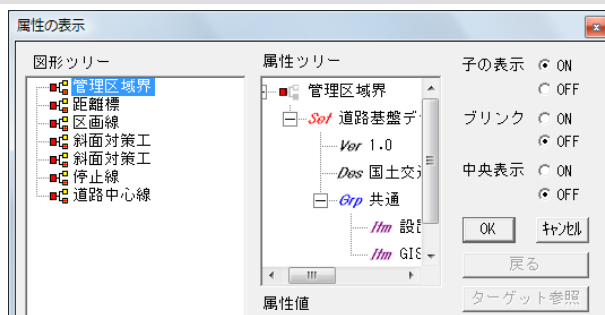 属性の表示
図形ツリー
管理区域界
距離標
区画線
斜面対策工
斜面対策工
停止線
道路中心線
属性ツリー
管理区域界
Set 道路基盤デ
Ver 1.0
Des 国土交
Grp 共通
Itm 設
Itm GIS
属性値
子の表示 ON
OFF
ブリンク ON
OFF
中央表示 ON
OFF
OK キャンセル
戻る
ターゲット参照